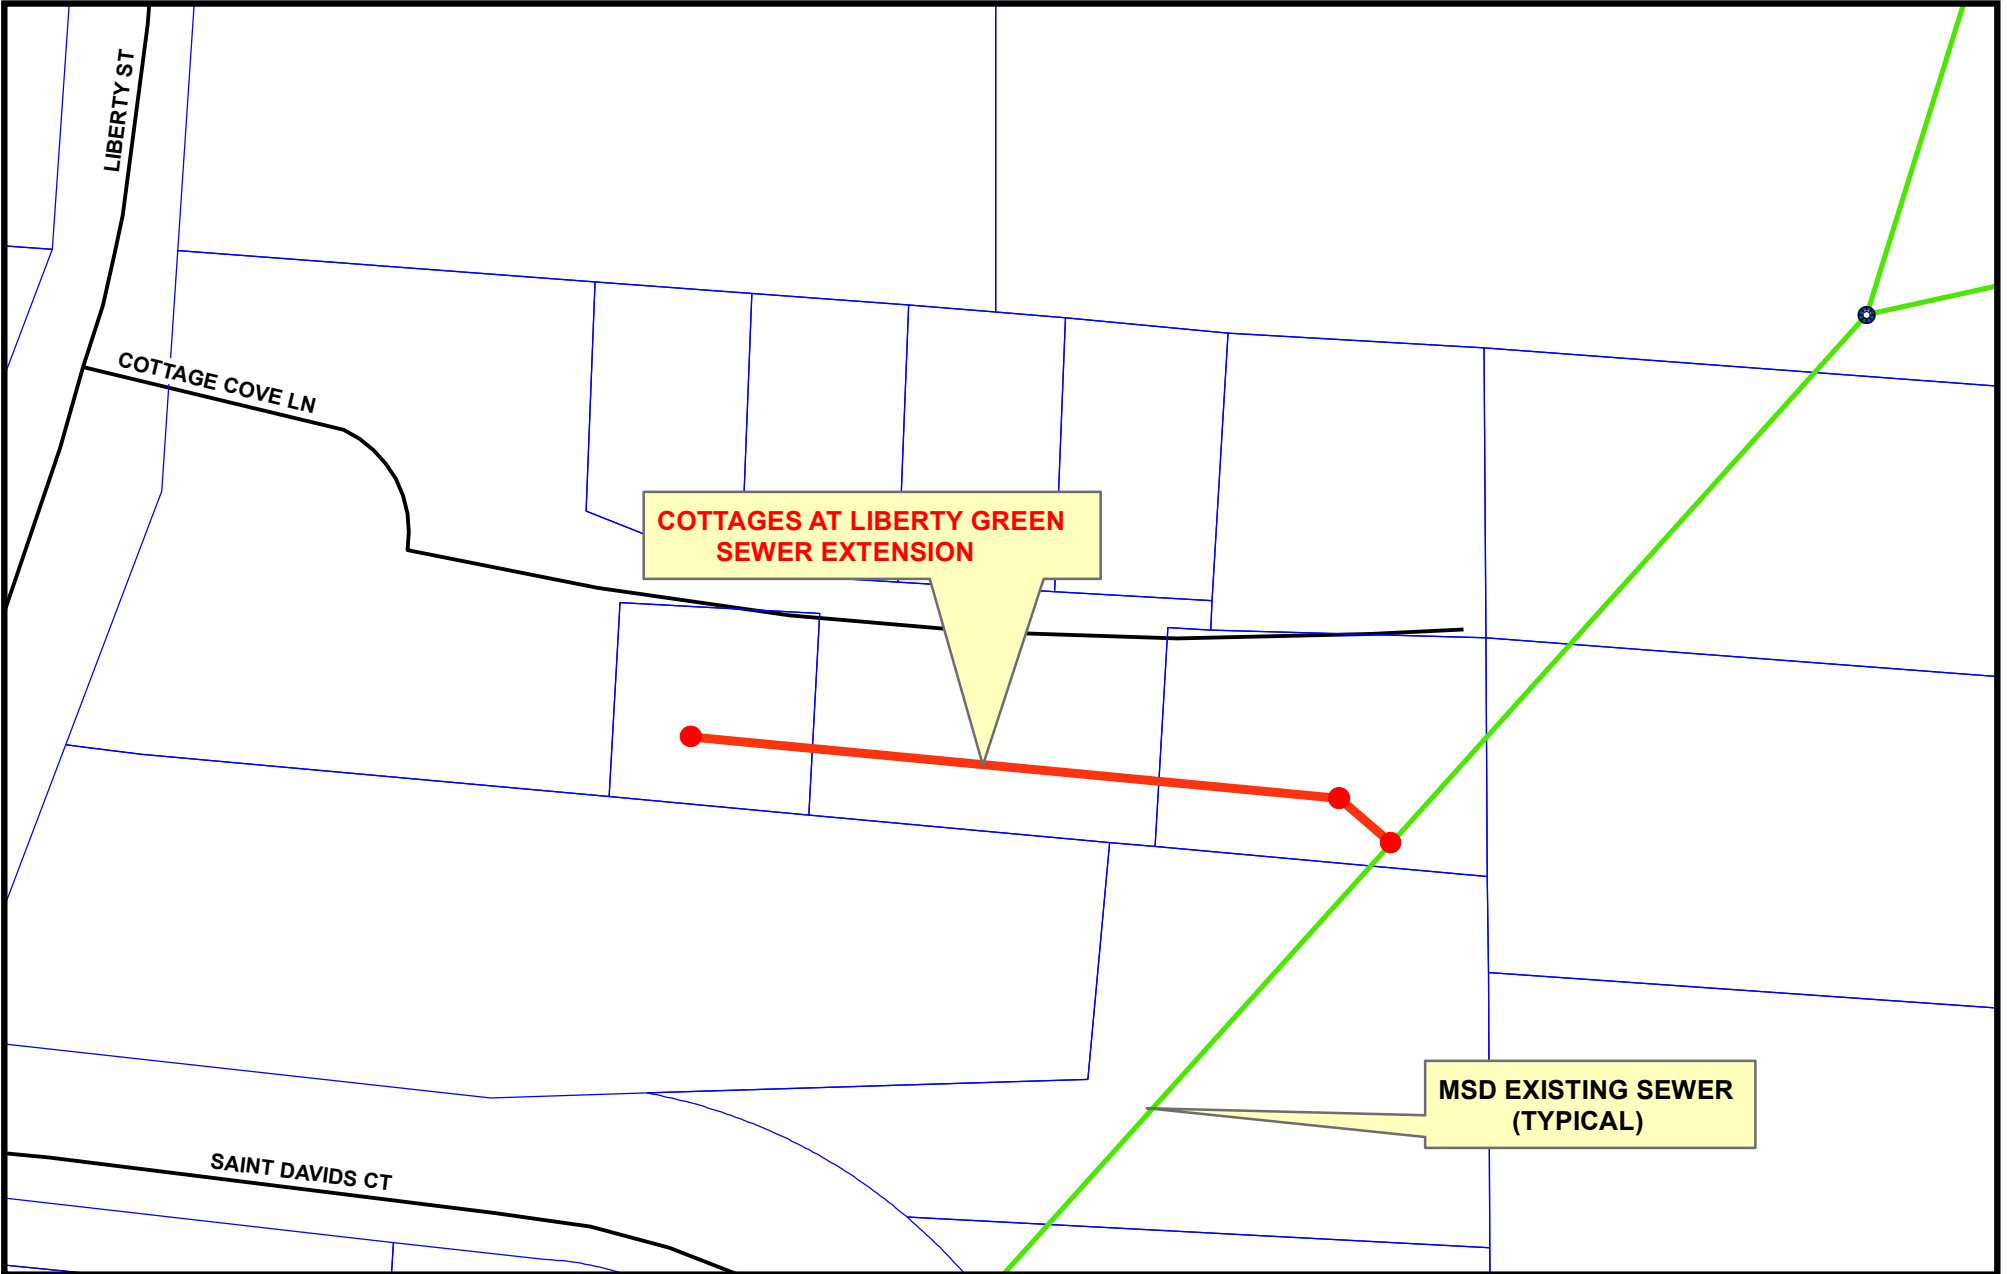 LIBERTY ST
COTTAGE COVE LN
COTTAGES AT LIBERTY GREEN
SEWER EXTENSION
MSD EXISTING SEWER
(TYPICAL)
SAINT DAVIDS CT